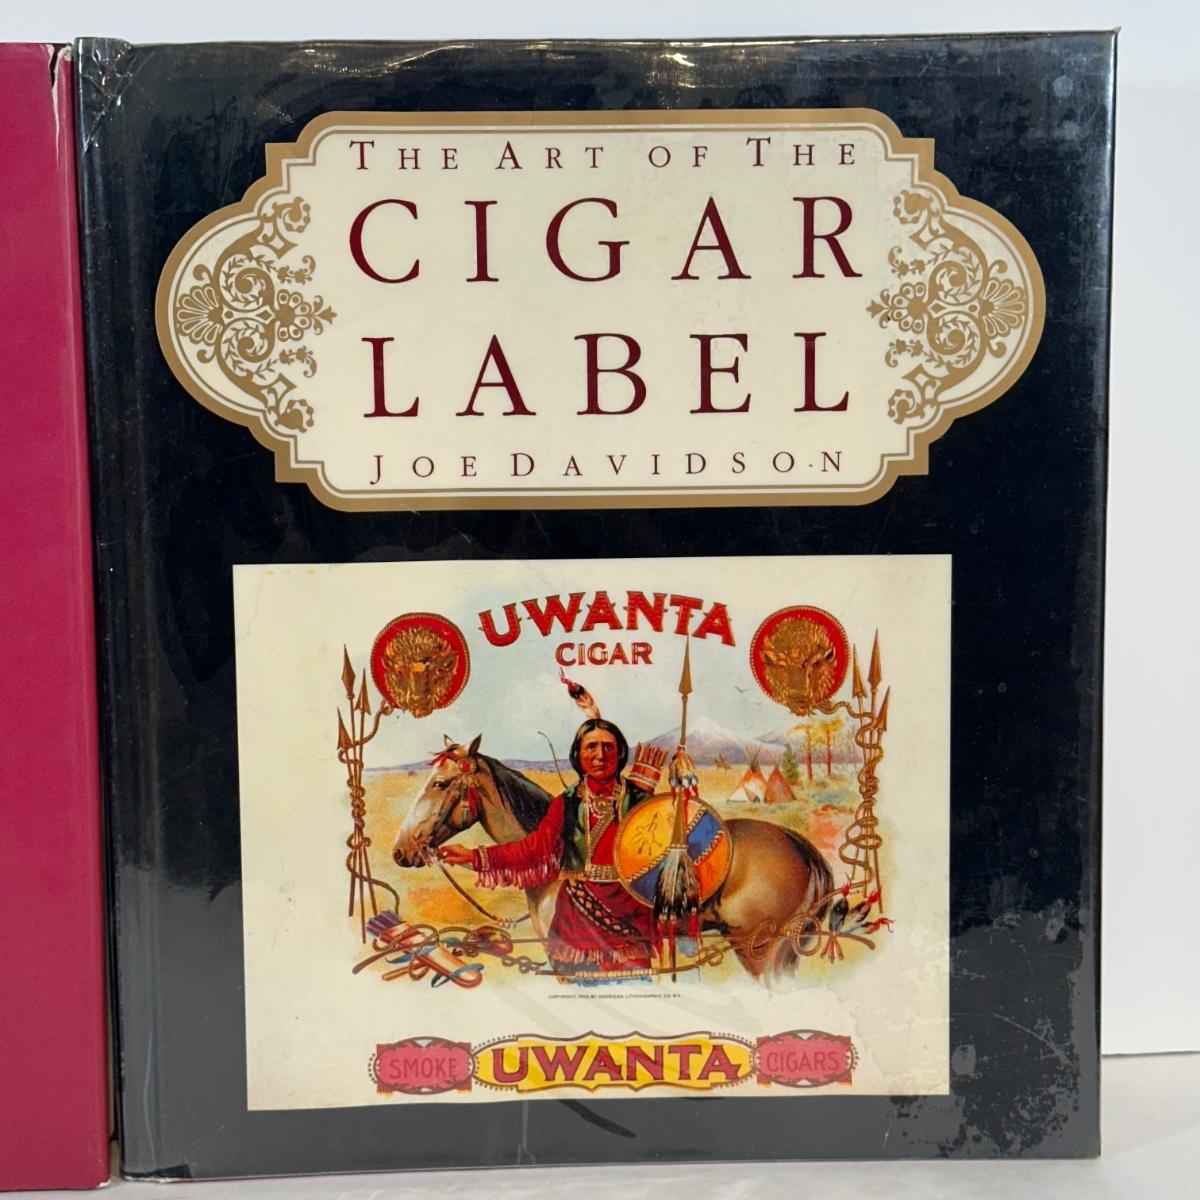 THE ART OF THE
CIGAR
LABEL
JOE DAVIDSON
UWANTA
CIGAR
SMOKE UWANTA CIGARS